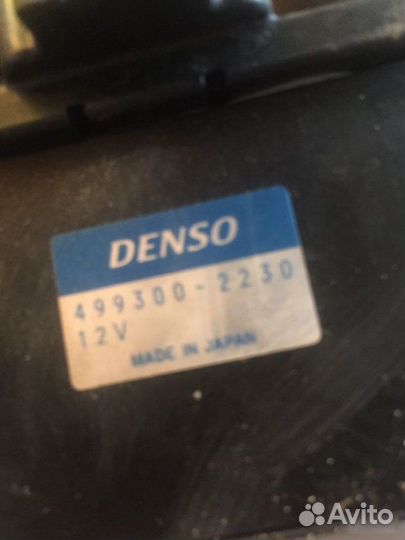 DENSO
499300-2230
12V
MADE IN JAPAN
Avito